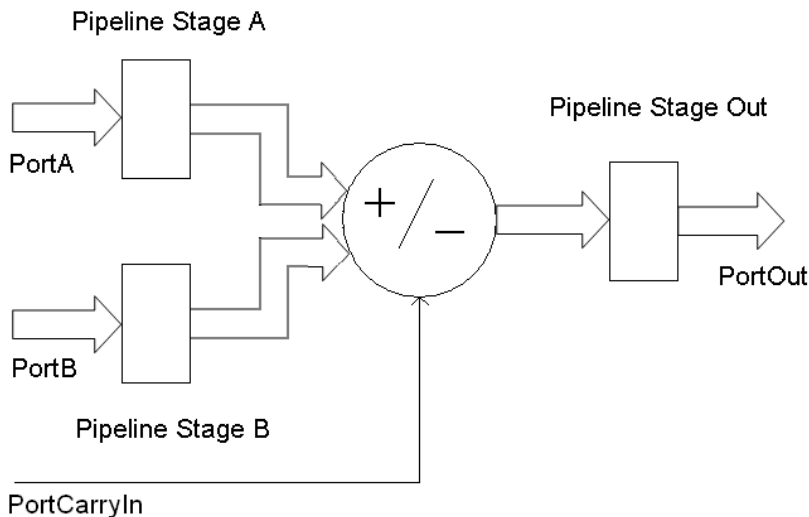 Pipeline Stage A
Pipeline Stage Out
PortA
+/−
PortOut
PortB
Pipeline Stage B
PortCarryIn